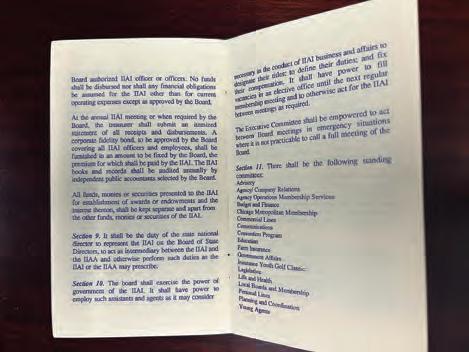 Board authorized IIAI officer or officers. No funds
shall be disbursed nor shall any financial obligations
be assumed for the IIAI other than for current
operating expenses except as approved by the Board.
At the annual IIAI meeting or when required by the
Board, the treasurer shall submit an itemized
statement of all receipts and disbursements. A
corporate fidelity bond, to be approved by the Board
covering all IIAI officers and employees, shall be
furnished in an amount to be fixed by the Board, the
premium for which shall be paid by the IIAI. The IIAI
books and records shall be audited annually by
independent public accountants selected by the Board.
All funds, monies or securities presented to the IIAI
for establishment of awards or endowments and the
interest thereon, shall be kept separate and apart from
the other funds, monies or securities of the IIAI.
Section 9. It shall be the duty of the state national
director to represent the IIAI on the Board of State
Directors, to act as intermediary between the IIAI and
the IIAA and otherwise perform such duties as the
IIAI or the IIAA may prescribe.
Section 10. The board shall exercise the power of
government of the IIAI. It shall have power to
employ such assistants and agents as it may consider
necessary in the conduct of IIAI business and affairs to
designate their titles; to define their duties; and fix
their compensation. It shall have power to fill
vacancies in an elective office until the next regular
membership meeting and to otherwise act for the IIAI
between meetings as required.
The Executive Committee shall be empowered to act
between Board meetings in emergency situations
where it is not practicable to call a full meeting of the
Board.
Section 11. There shall be the following standing
committees:
Advisory
Agency/Company Relations
Agency Operations Membership Services
Budget and Finance
Chicago Metropolitan Membership
Commercial Lines
Communications
Convention Program
Education
Farm Insurance
Government Affairs
Insurance Youth Golf Classic
Legislative
Life and Health
Local Boards and Membership
Personal Lines
Planning and Coordination
Young Agents